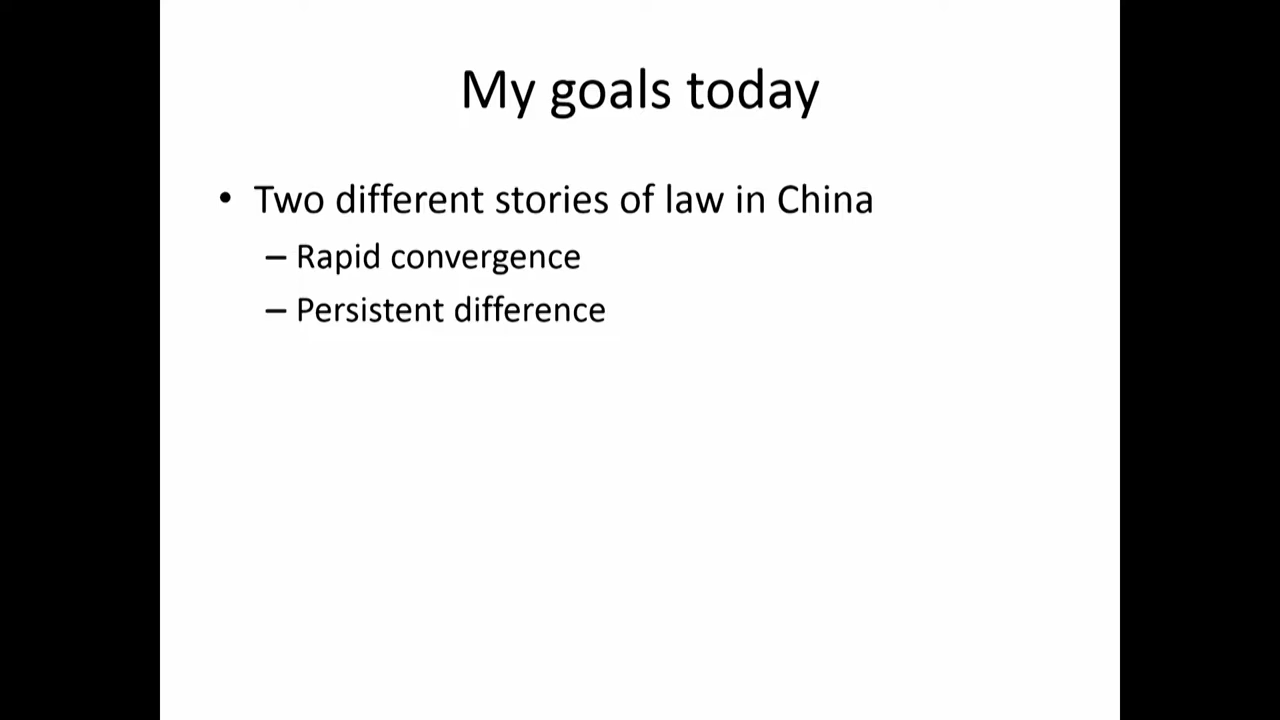 My goals today
• Two different stories of law in China
– Rapid convergence
– Persistent difference